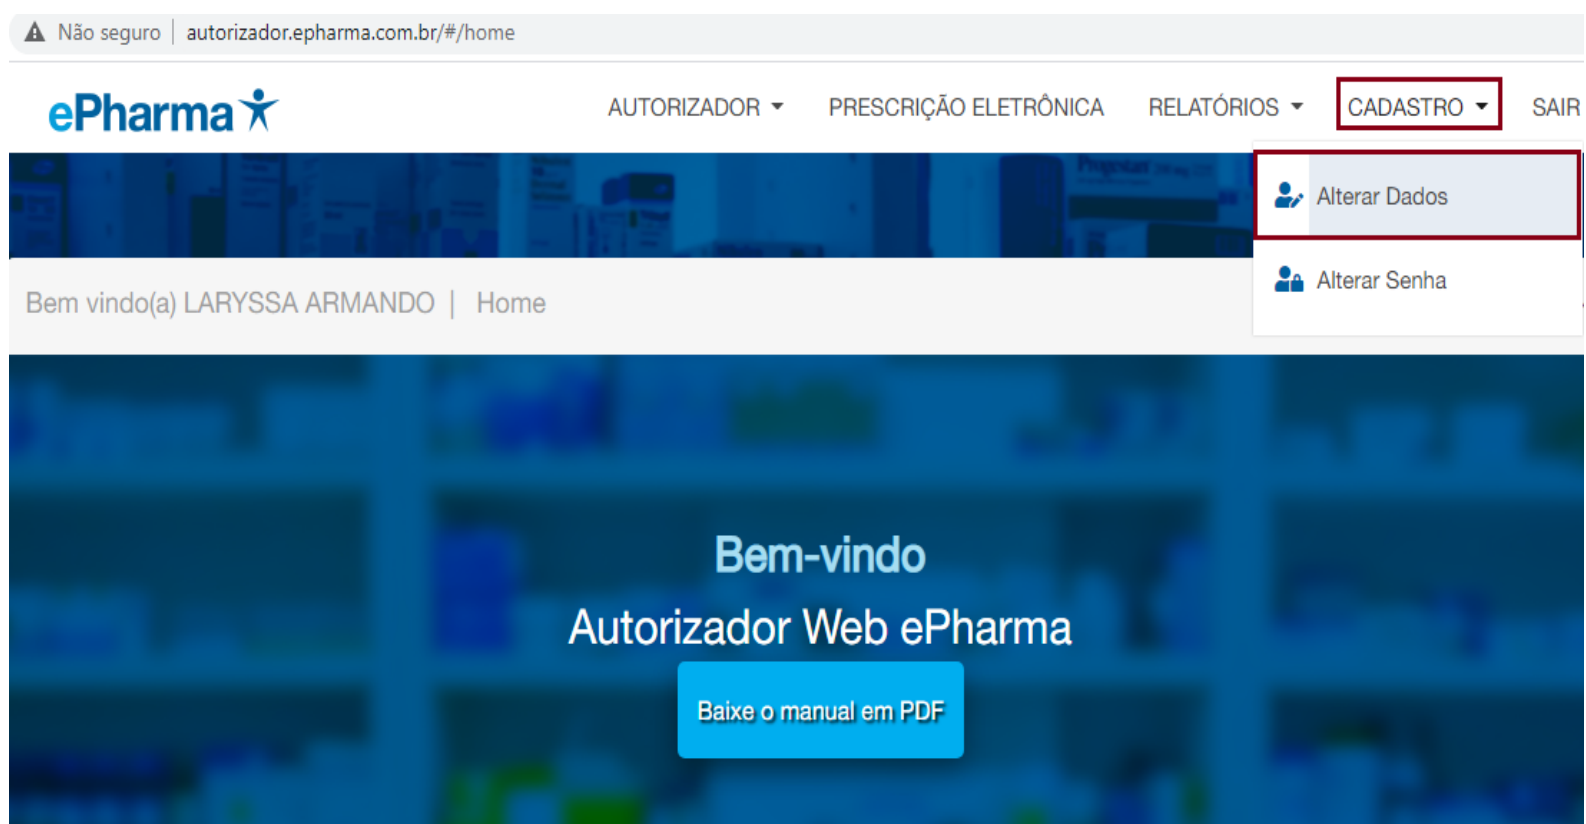 Não seguro | autorizador.epharma.com.br/#/home
ePharma
AUTORIZADOR PRESCRIÇÃO ELETRÔNICA RELATÓRIOS CADASTRO SAIR
Alterar Dados
Alterar Senha
Bem vindo(a) LARYSSA ARMANDO | Home
Bem-vindo
Autorizador Web ePharma
Baixe o manual em PDF